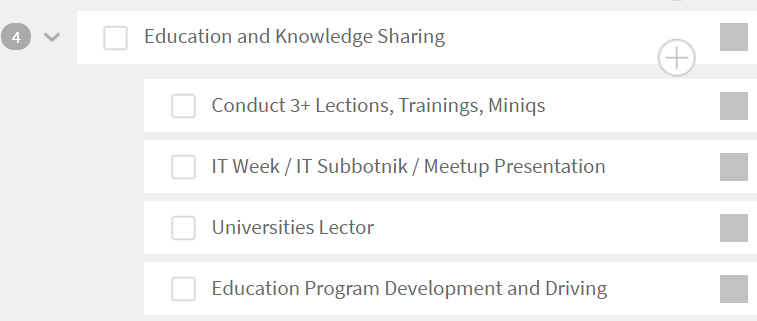 4
Education and Knowledge Sharing
Conduct 3+ Lections, Trainings, Miniqs
IT Week / IT Subbotnik / Meetup Presentation
Universities Lector
Education Program Development and Driving